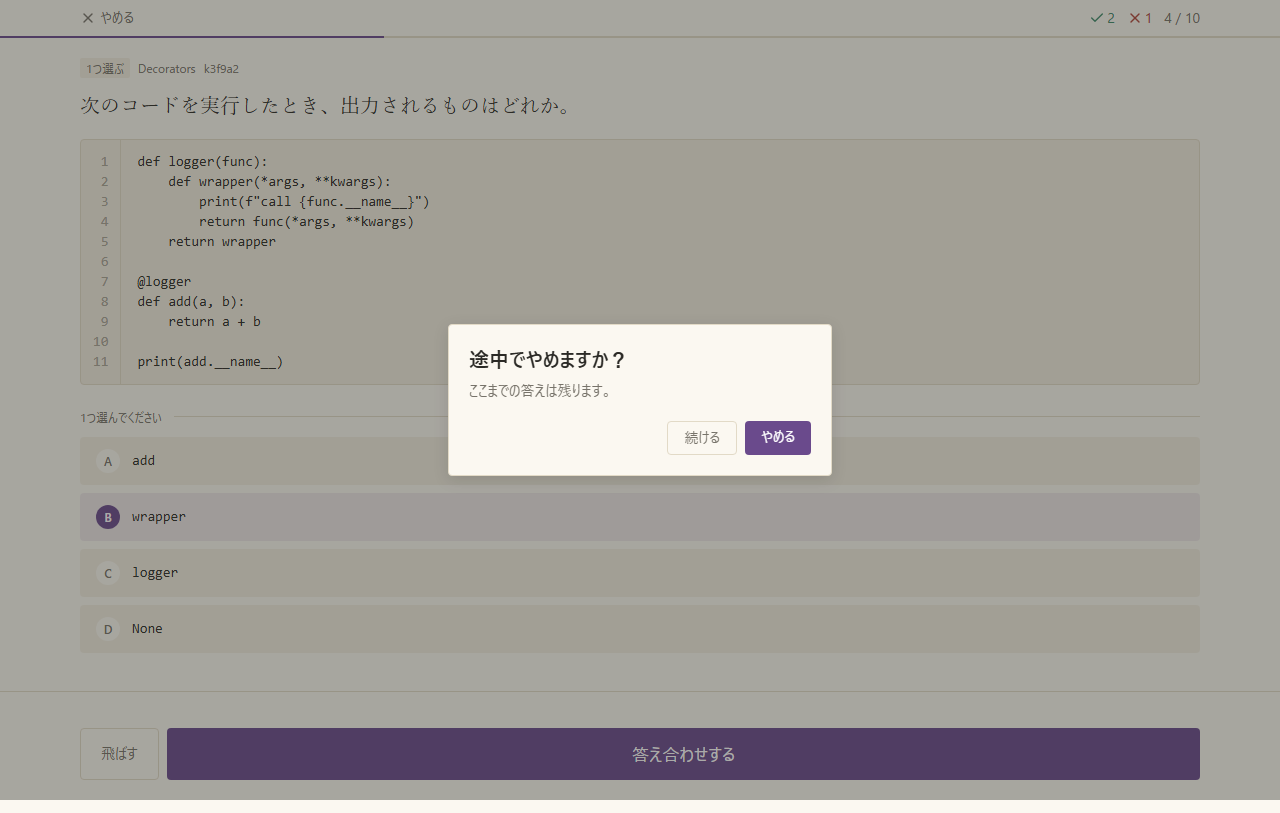 やめる 2 1 4 / 10
1つ選ぶ Decorators k3f9a2
次のコードを実行したとき、出力されるものはどれか。
1 def logger(func):
2     def wrapper(*args, **kwargs):
3         print(f"call {func.__name__}")
4         return func(*args, **kwargs)
5     return wrapper
6
7 @logger
8 def add(a, b):
9     return a + b
10
11 print(add.__name__)
途中でやめますか？
ここまでの答えは残ります。
続ける やめる
1つ選んでください
A add
B wrapper
C logger
D None
飛ばす 答え合わせする